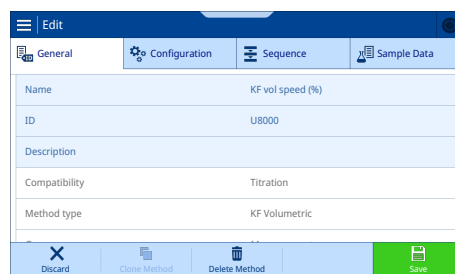 Edit
General
Configuration
Sequence
Sample Data
Name KF vol speed (%)
ID U8000
Description
Compatibility Titration
Method type KF Volumetric
Discard
Clone Method
Delete Method
Save